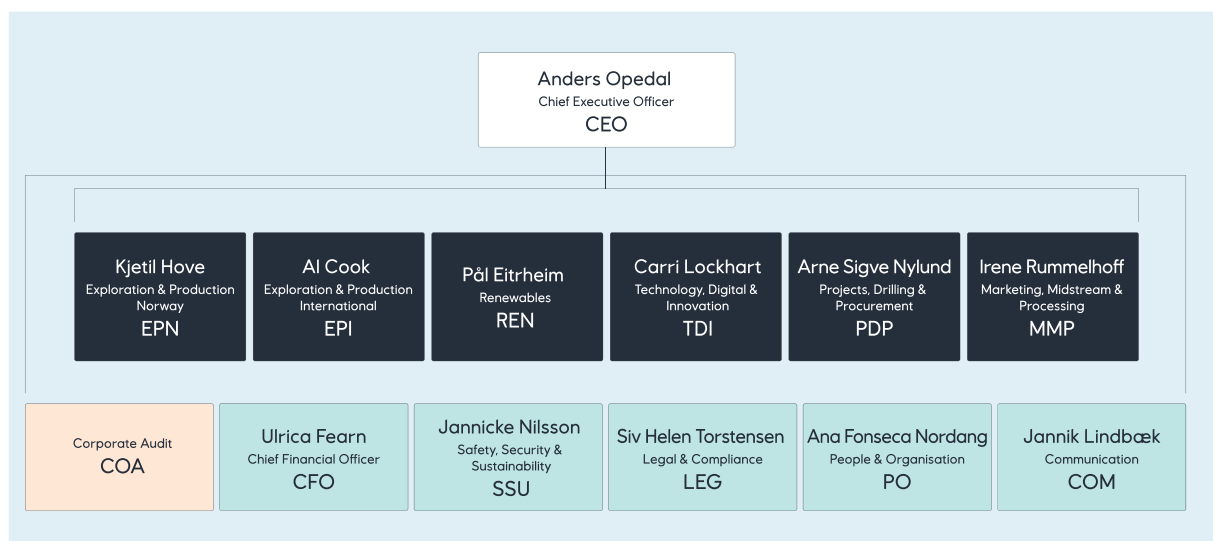 Anders Opedal
Chief Executive Officer
CEO
Kjetil Hove
Exploration & Production
Norway
EPN
Al Cook
Exploration & Production
International
EPI
Pål Eitrheim
Renewables
REN
Carri Lockhart
Technology, Digital &
Innovation
TDI
Arne Sigve Nylund
Projects, Drilling &
Procurement
PDP
Irene Rummelhoff
Marketing, Midstream &
Processing
MMP
Corporate Audit
COA
Ulrica Fearn
Chief Financial Officer
CFO
Jannicke Nilsson
Safety, Security &
Sustainability
SSU
Siv Helen Torstensen
Legal & Compliance
LEG
Ana Fonseca Nordang
People & Organisation
PO
Jannik Lindbæk
Communication
COM